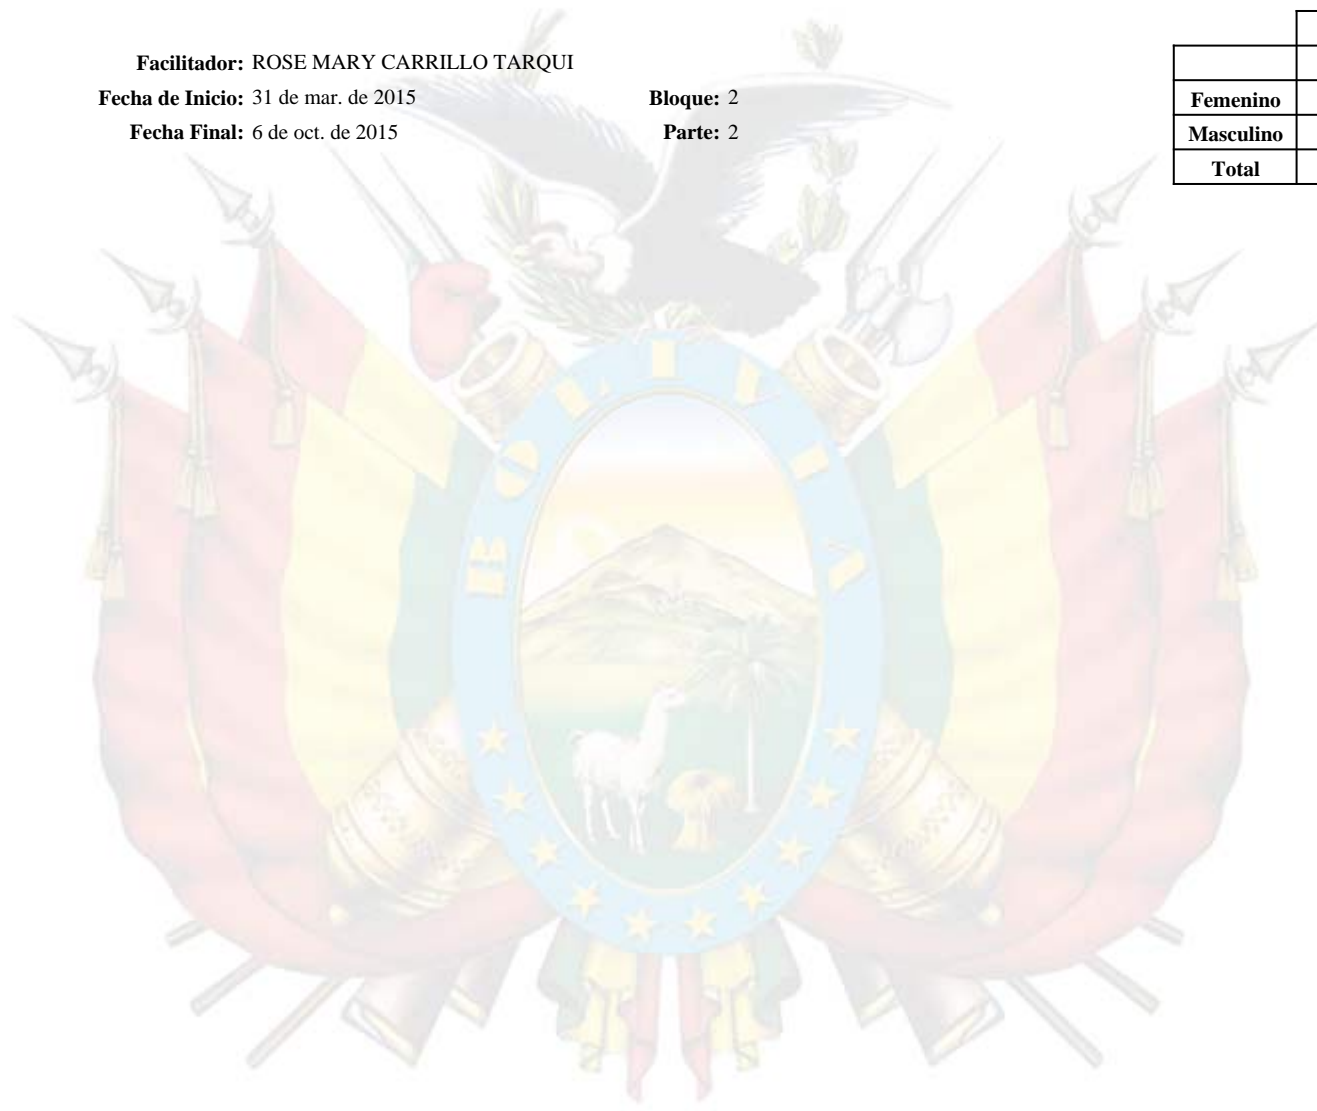 Facilitador: ROSE MARY CARRILLO TARQUI
Fecha de Inicio: 31 de mar. de 2015 Bloque: 2
Fecha Final: 6 de oct. de 2015 Parte: 2
Femenino
Masculino
Total
BOLIVIA